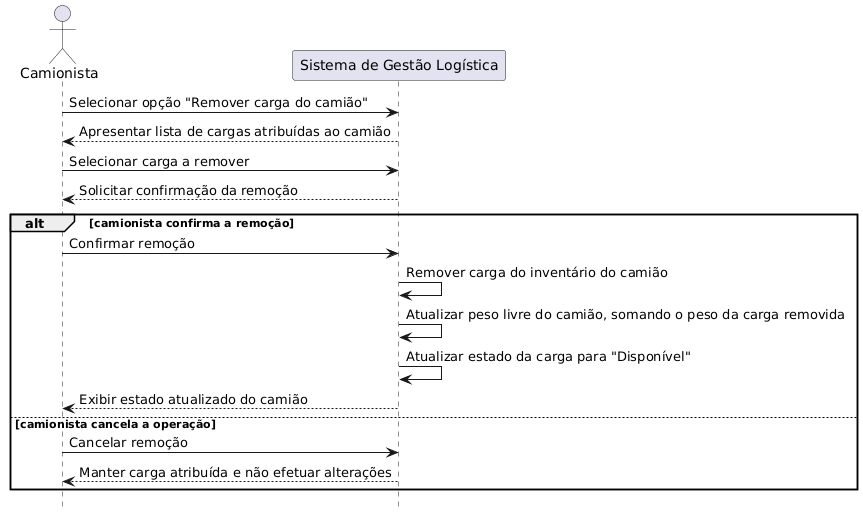 Camionista
Sistema de Gestão Logística
Selecionar opção "Remover carga do camião"
Apresentar lista de cargas atribuídas ao camião
Selecionar carga a remover
Solicitar confirmação da remoção
alt [camionista confirma a remoção]
Confirmar remoção
Remover carga do inventário do camião
Atualizar peso livre do camião, somando o peso da carga removida
Atualizar estado da carga para "Disponível"
Exibir estado atualizado do camião
[camionista cancela a operação]
Cancelar remoção
Manter carga atribuída e não efetuar alterações